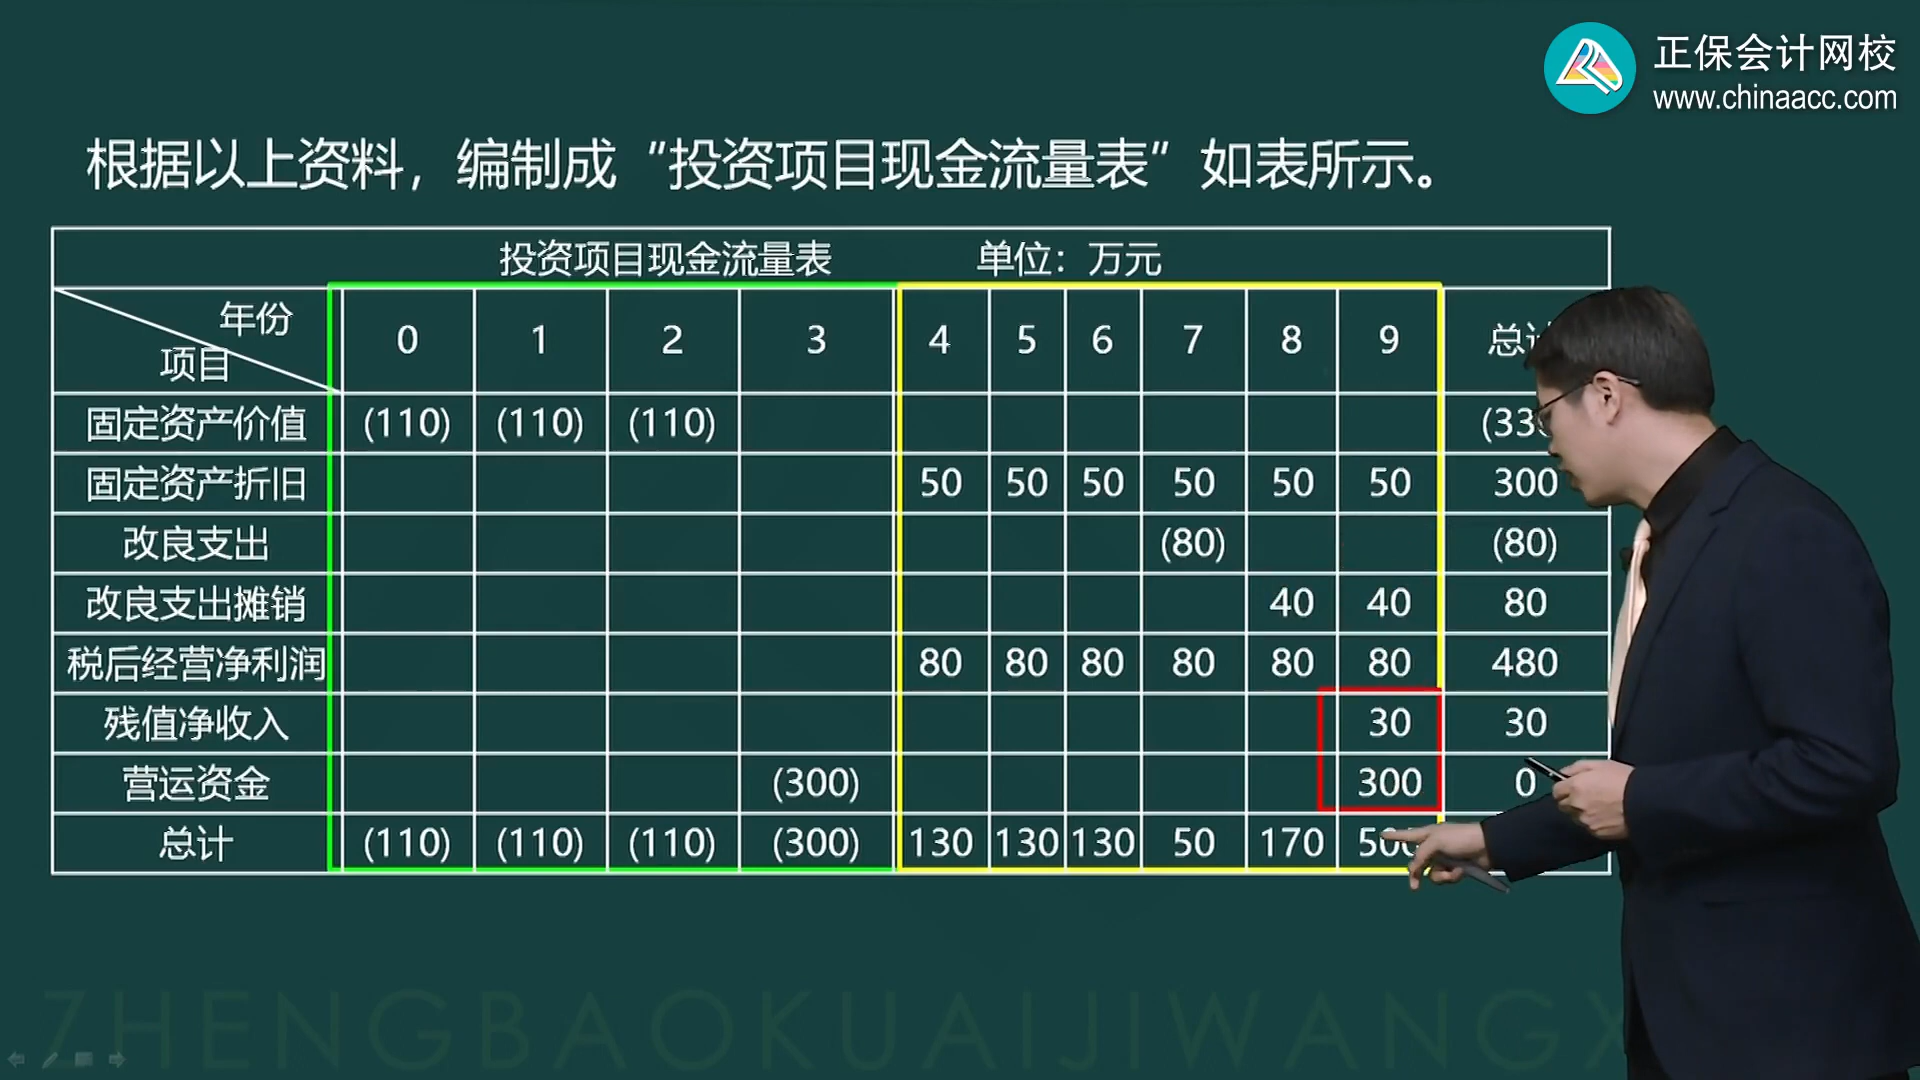 正保会计网校
www.chinaacc.com
根据以上资料，编制成“投资项目现金流量表”如表所示。
投资项目现金流量表 单位：万元
年份
项目 0 1 2 3 4 5 6 7 8 9 总
固定资产价值 (110) (110) (110) (33
固定资产折旧 50 50 50 50 50 50 300
改良支出 (80) (80)
改良支出摊销 40 40 80
税后经营净利润 80 80 80 80 80 80 480
残值净收入 30 30
营运资金 (300) 300 0
总计 (110) (110) (110) (300) 130 130 130 50 170 500
ZHENGBAOKUAIJIWANGX